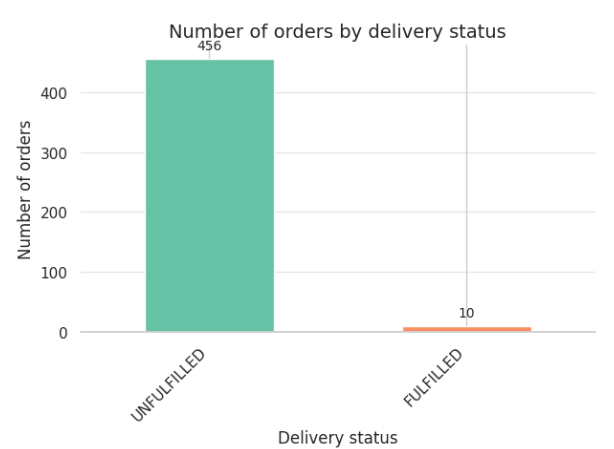 Number of orders by delivery status
456
400
300
200
100
0
10
Number of orders
UNFULFILLED
FULFILLED
Delivery status